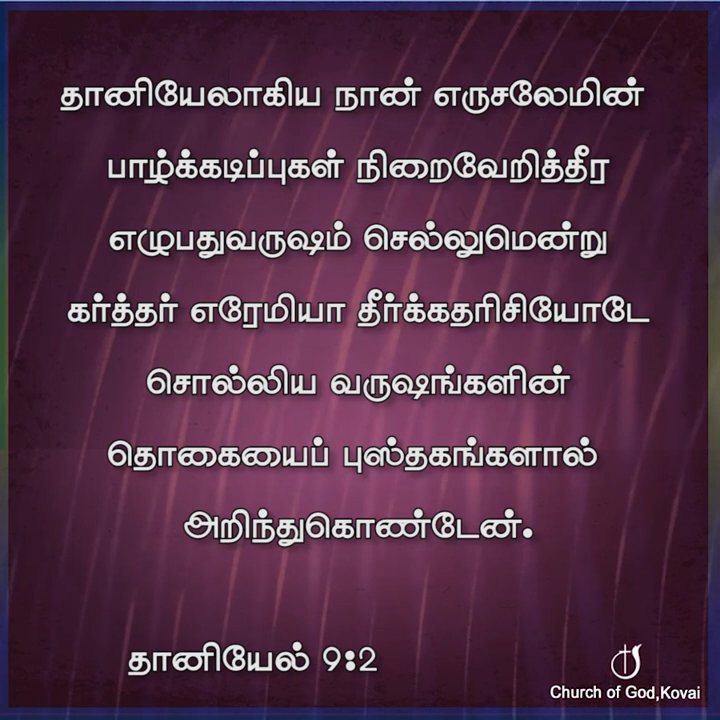 தானியேலாகிய நான் எருசலேமின்
பாழ்க்கடிப்புகள் நிறைவேறித்தீர
எழுபதுவருஷம் செல்லுமென்று
கர்த்தர் எரேமியா தீர்க்கதரிசியோடே
சொல்லிய வருஷங்களின்
தொகையைப் புஸ்தகங்களால்
அறிந்துகொண்டேன்.
தானியேல் 9:2
Church of God,Kovai